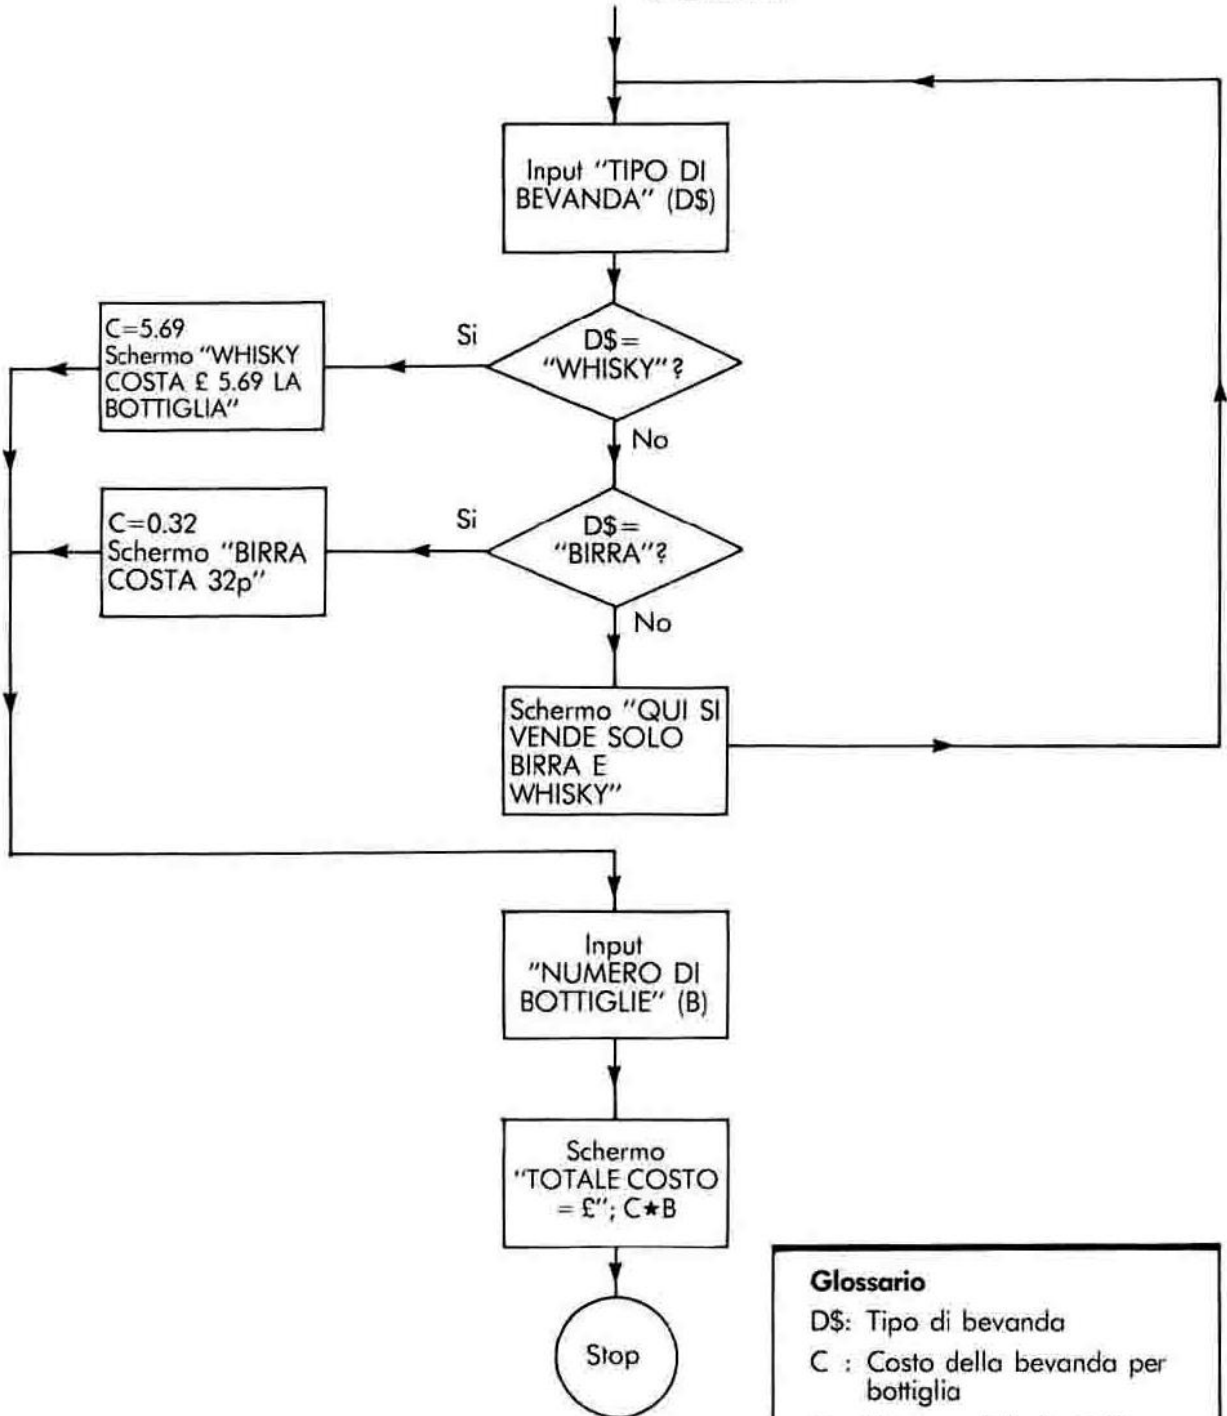 Input "TIPO DI
BEVANDA" (D$)
D$=
"WHISKY"?
Si
C=5.69
Schermo "WHISKY
COSTA £ 5.69 LA
BOTTIGLIA"
No
D$=
"BIRRA"?
Si
C=0.32
Schermo "BIRRA
COSTA 32p"
No
Schermo "QUI SI
VENDE SOLO
BIRRA E
WHISKY"
Input
"NUMERO DI
BOTTIGLIE" (B)
Schermo
"TOTALE COSTO
= £"; C★B
Stop
Glossario
D$: Tipo di bevanda
C : Costo della bevanda per
bottiglia